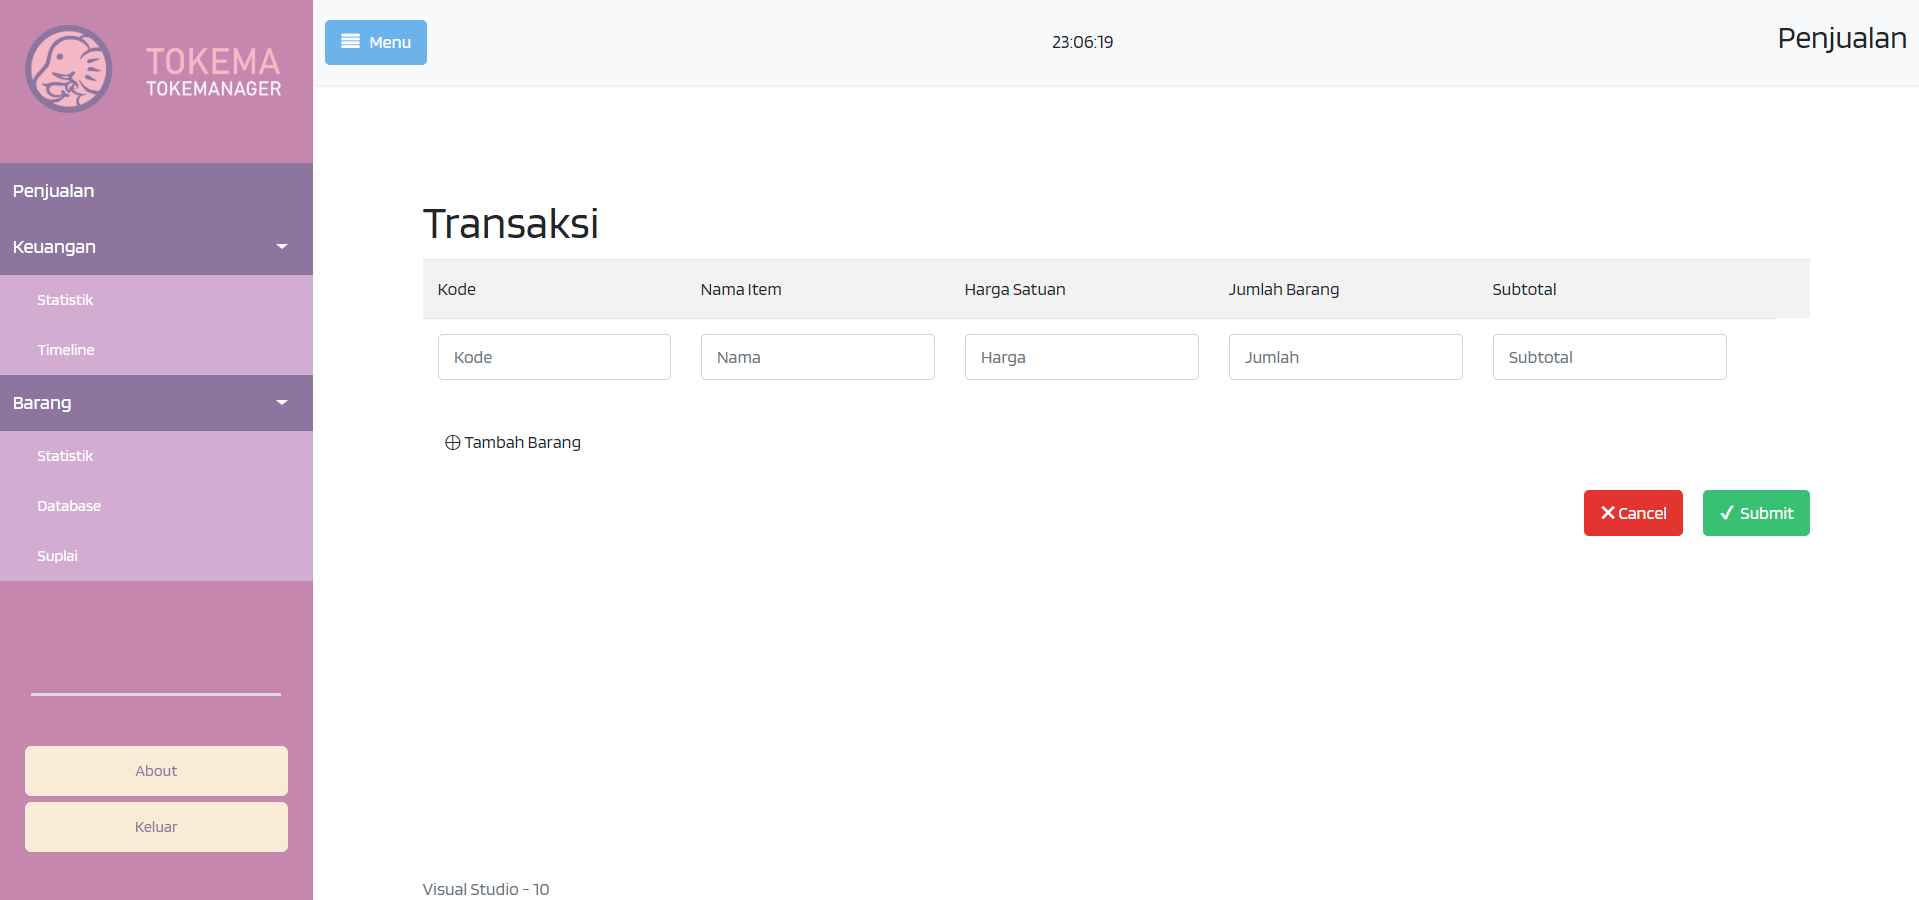 TOKEMA
TOKEMANAGER
Penjualan
Keuangan
Statistik
Timeline
Barang
Statistik
Database
Suplai
About
Keluar
Menu
23:06:19
Penjualan
Transaksi
Kode Nama Item Harga Satuan Jumlah Barang Subtotal
Kode Nama Harga Jumlah Subtotal
Tambah Barang
Cancel Submit
Visual Studio - 10